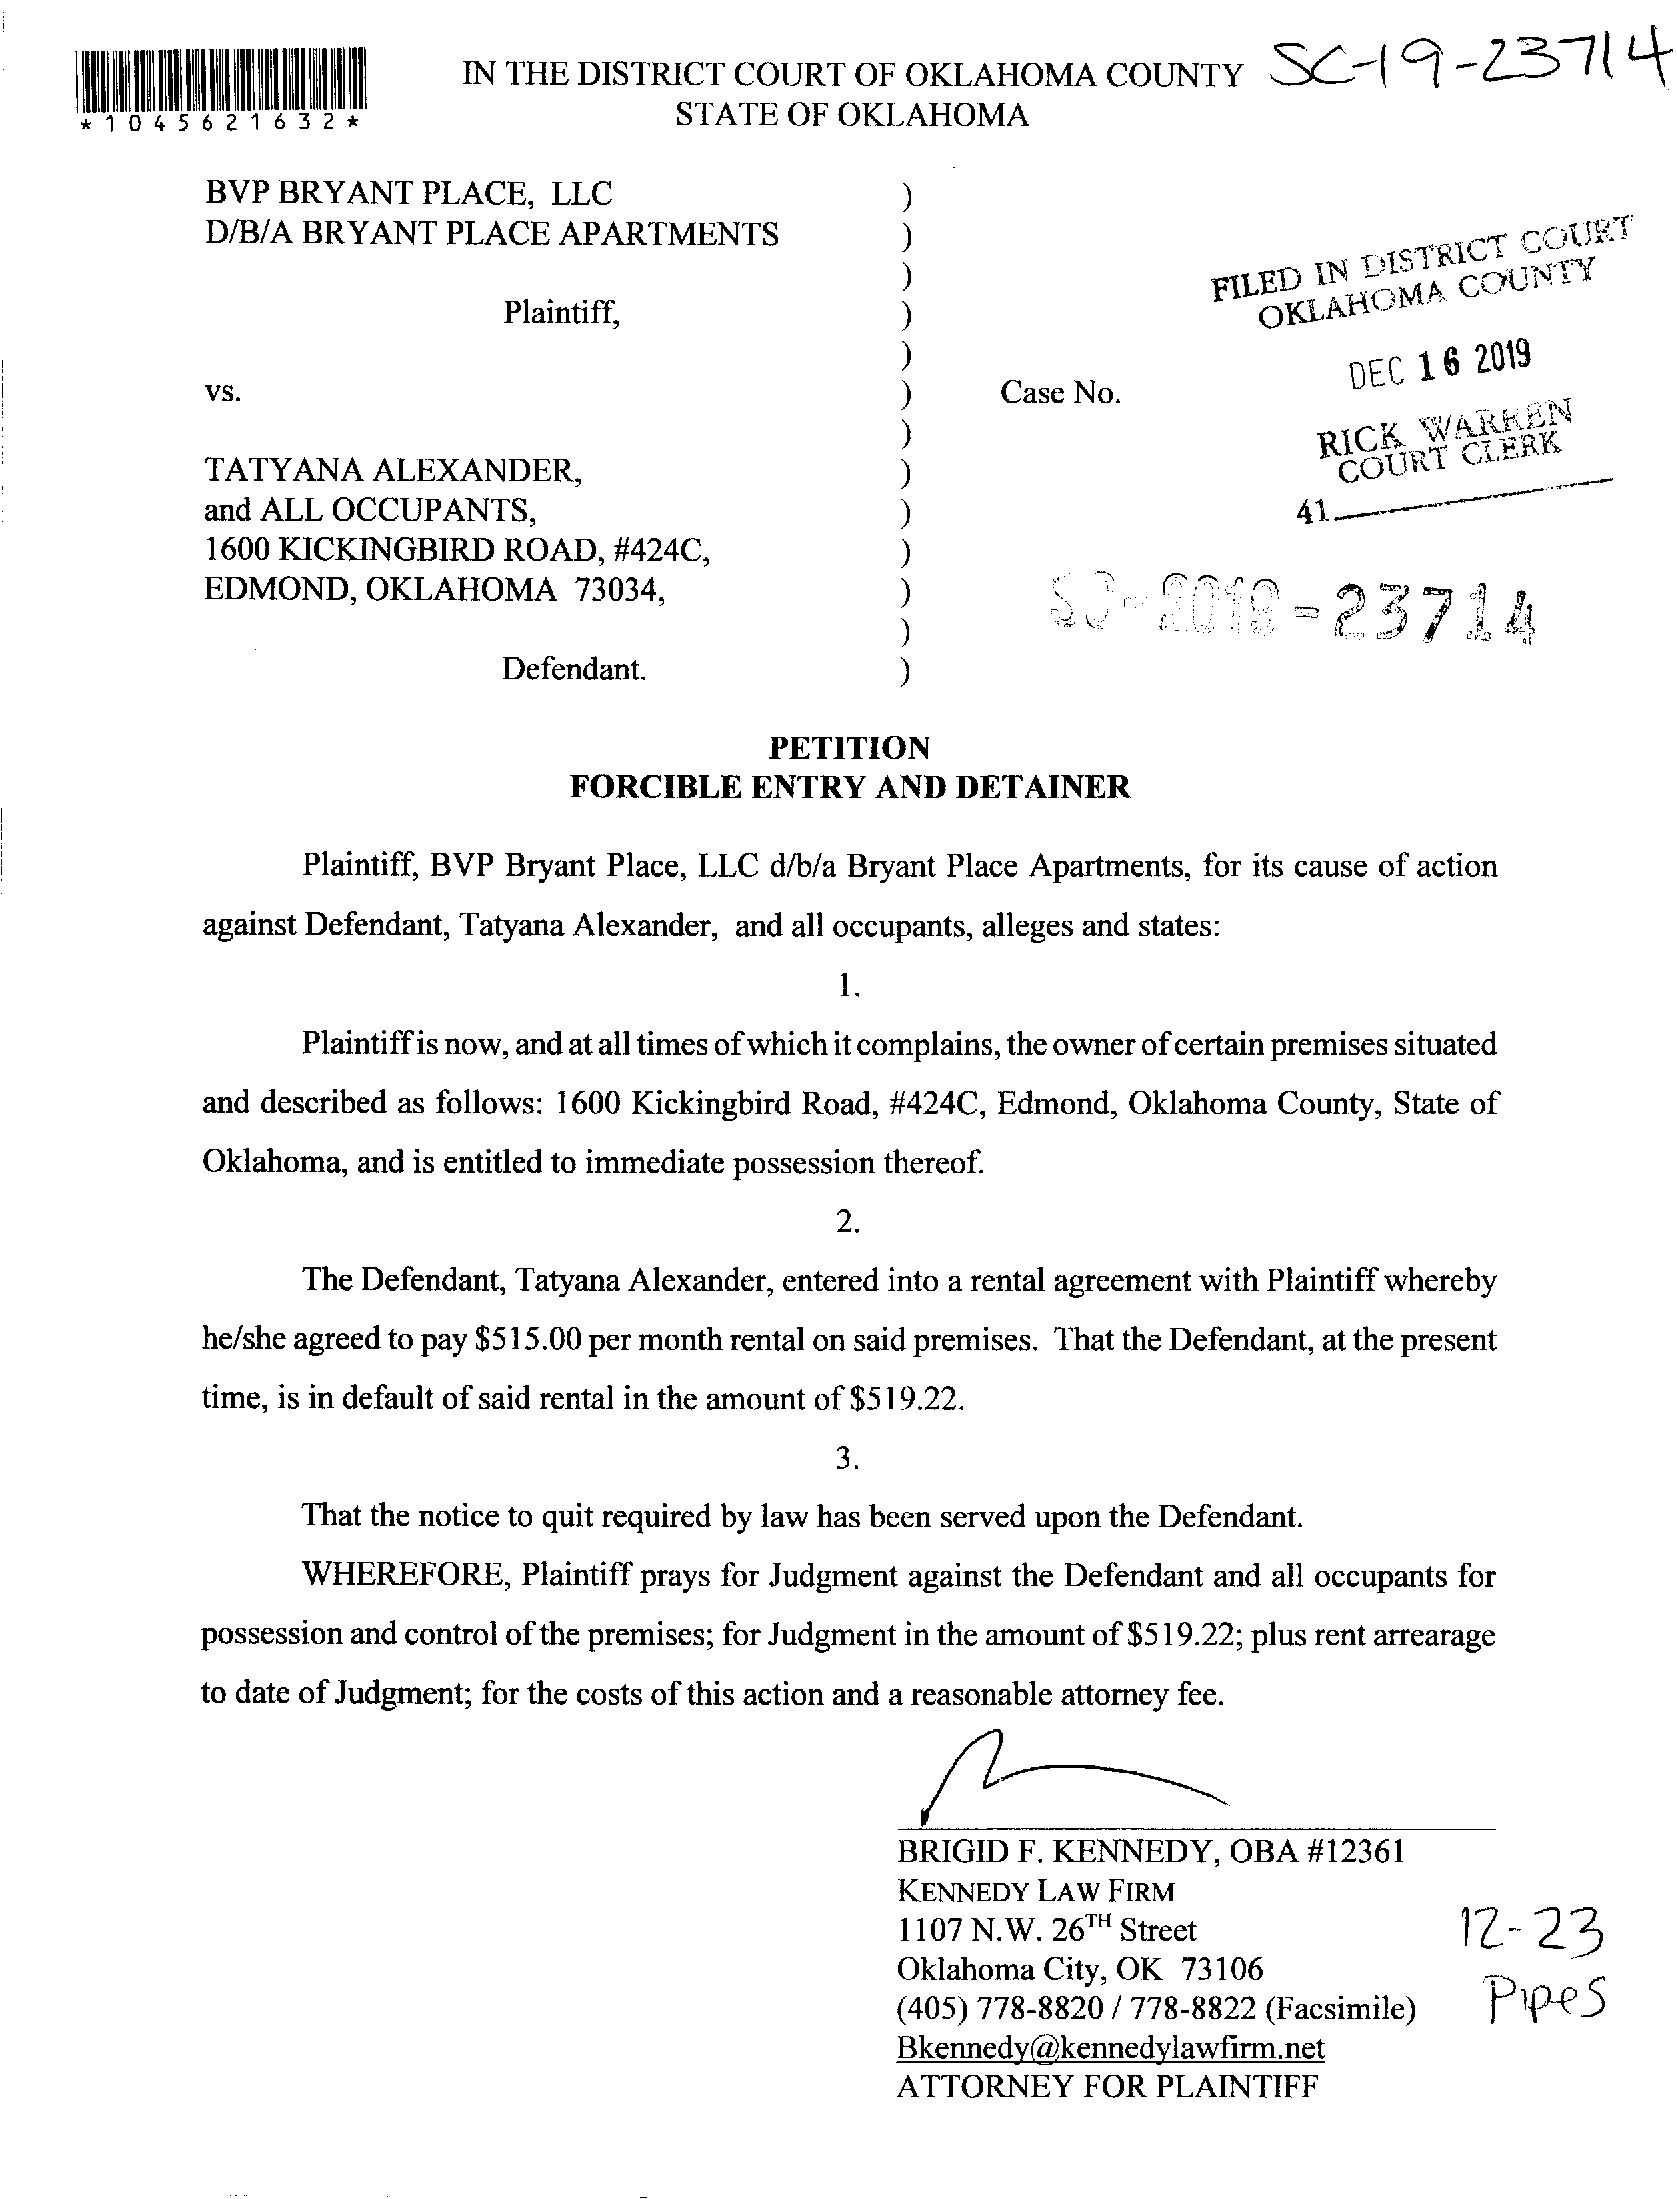 *1045621632*
IN THE DISTRICT COURT OF OKLAHOMA COUNTY SC-19-23714
STATE OF OKLAHOMA
BVP BRYANT PLACE, LLC )
D/B/A BRYANT PLACE APARTMENTS )
)
Plaintiff, )
)
vs. ) Case No.
)
TATYANA ALEXANDER, )
and ALL OCCUPANTS, )
1600 KICKINGBIRD ROAD, #424C, )
EDMOND, OKLAHOMA 73034, )
)
Defendant. )
FILED IN DISTRICT COURT
OKLAHOMA COUNTY
DEC 16 2019
RICK WARREN
COURT CLERK
41
SC-2019-23714
PETITION
FORCIBLE ENTRY AND DETAINER
Plaintiff, BVP Bryant Place, LLC d/b/a Bryant Place Apartments, for its cause of action
against Defendant, Tatyana Alexander, and all occupants, alleges and states:
1.
Plaintiff is now, and at all times of which it complains, the owner of certain premises situated
and described as follows: 1600 Kickingbird Road, #424C, Edmond, Oklahoma County, State of
Oklahoma, and is entitled to immediate possession thereof.
2.
The Defendant, Tatyana Alexander, entered into a rental agreement with Plaintiff whereby
he/she agreed to pay $515.00 per month rental on said premises. That the Defendant, at the present
time, is in default of said rental in the amount of $519.22.
3.
That the notice to quit required by law has been served upon the Defendant.
WHEREFORE, Plaintiff prays for Judgment against the Defendant and all occupants for
possession and control of the premises; for Judgment in the amount of $519.22; plus rent arrearage
to date of Judgment; for the costs of this action and a reasonable attorney fee.
BRIGID F. KENNEDY, OBA #12361
KENNEDY LAW FIRM
1107 N.W. 26TH Street
Oklahoma City, OK 73106
(405) 778-8820 / 778-8822 (Facsimile)
Bkennedy@kennedylawfirm.net
ATTORNEY FOR PLAINTIFF
12-23
Pipes